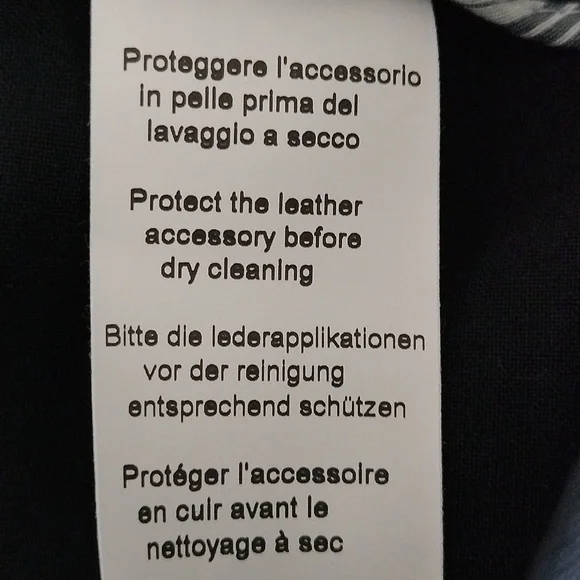 Proteggere l'accessorio
in pelle prima del
lavaggio a secco
Protect the leather
accessory before
dry cleaning
Bitte die lederapplikationen
vor der reinigung
entsprechend schützen
Protéger l'accessoire
en cuir avant le
nettoyage à sec